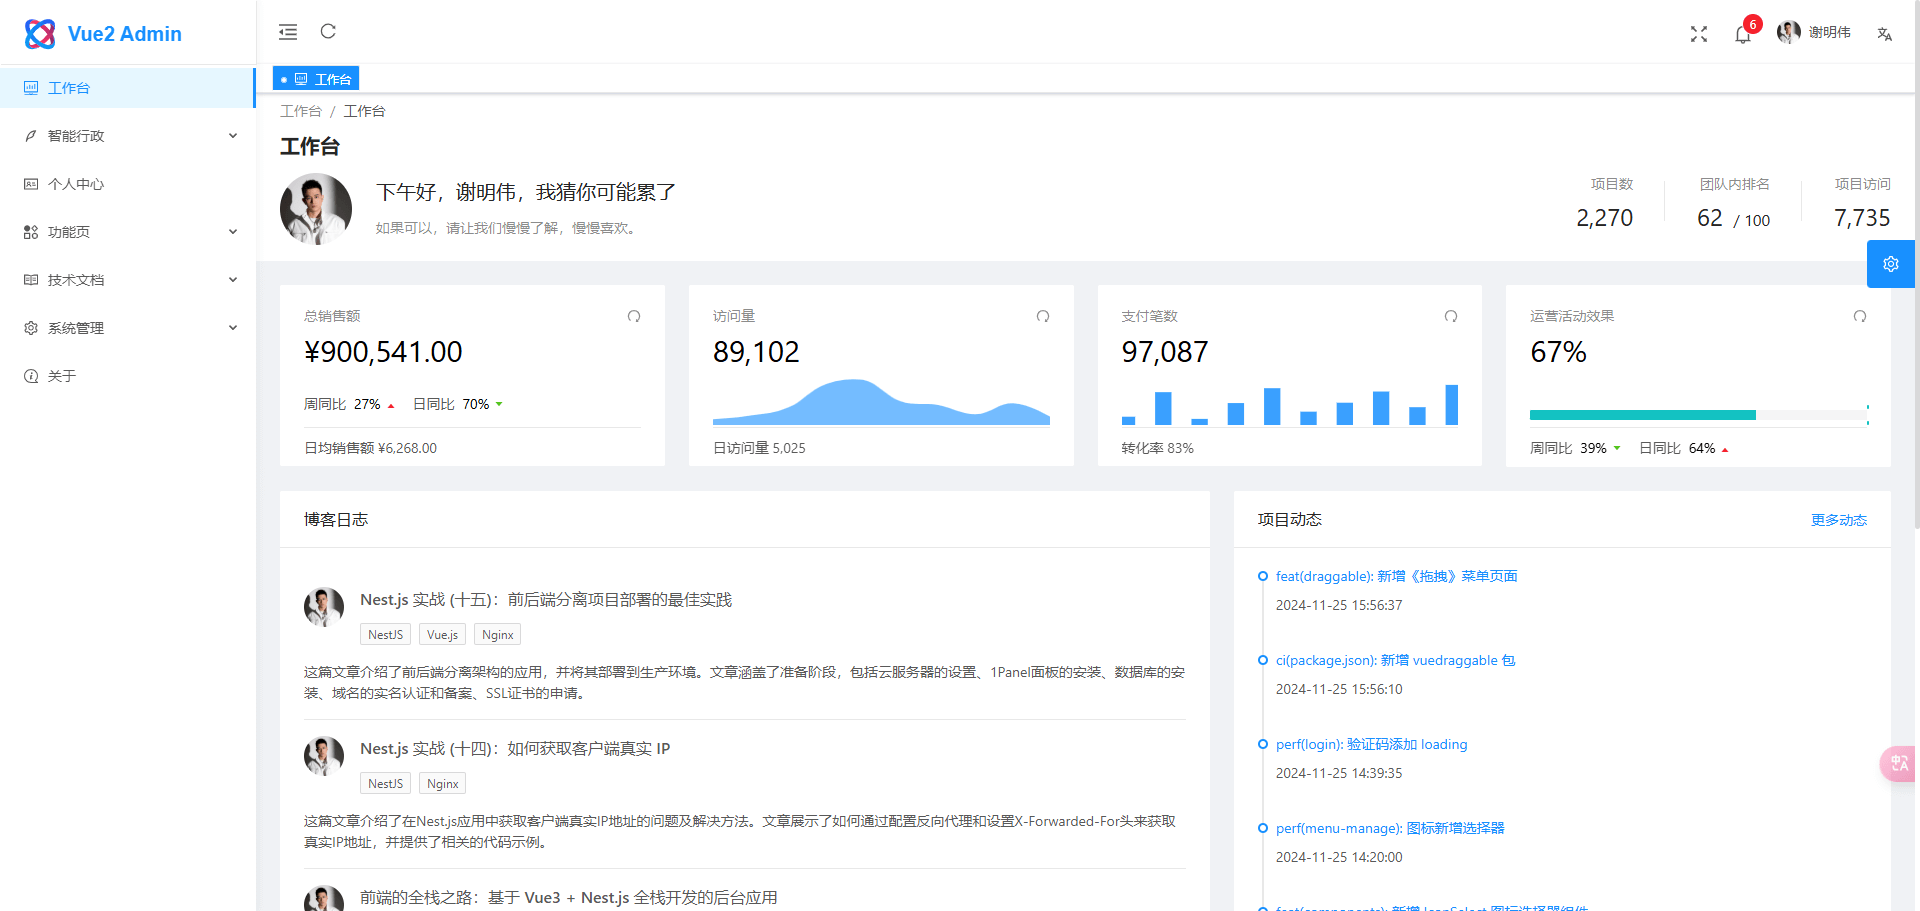 Vue2 Admin
6
谢明伟
工作台
智能行政
个人中心
功能页
技术文档
系统管理
关于
工作台
工作台 / 工作台
工作台
下午好，谢明伟，我猜你可能累了
如果可以，请让我们慢慢了解，慢慢喜欢。
项目数
2,270
团队内排名
62 / 100
项目访问
7,735
总销售额
¥900,541.00
周同比 27% 日同比 70%
日均销售额 ¥6,268.00
访问量
89,102
日访问量 5,025
支付笔数
97,087
转化率 83%
运营活动效果
67%
周同比 39% 日同比 64%
博客日志
Nest.js 实战 (十五)：前后端分离项目部署的最佳实践
NestJS Vue.js Nginx
这篇文章介绍了前后端分离架构的应用，并将其部署到生产环境。文章涵盖了准备阶段，包括云服务器的设置、1Panel面板的安装、数据库的安
装、域名的实名认证和备案、SSL证书的申请。
Nest.js 实战 (十四)：如何获取客户端真实 IP
NestJS Nginx
这篇文章介绍了在Nest.js应用中获取客户端真实IP地址的问题及解决方法。文章展示了如何通过配置反向代理和设置X-Forwarded-For头来获取
真实IP地址，并提供了相关的代码示例。
前端的全栈之路：基于 Vue3 + Nest.js 全栈开发的后台应用
项目动态
更多动态
feat(draggable): 新增《拖拽》菜单页面
2024-11-25 15:56:37
ci(package.json): 新增 vuedraggable 包
2024-11-25 15:56:10
perf(login): 验证码添加 loading
2024-11-25 14:39:35
perf(menu-manage): 图标新增选择器
2024-11-25 14:20:00
feat(components): 新增 IconSelect 图标选择器组件